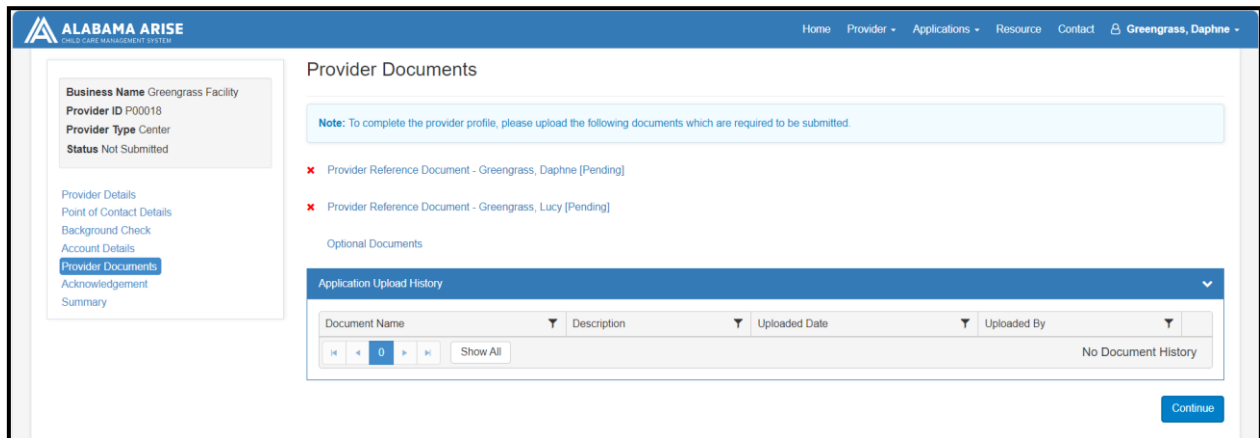 ALABAMA ARISE
CHILD CARE MANAGEMENT SYSTEM
Home Provider Applications Resource Contact Greengrass, Daphne
Business Name Greengrass Facility
Provider ID P00018
Provider Type Center
Status Not Submitted
Provider Details
Point of Contact Details
Background Check
Account Details
Provider Documents
Acknowledgement
Summary
Provider Documents
Note: To complete the provider profile, please upload the following documents which are required to be submitted.
Provider Reference Document - Greengrass, Daphne [Pending]
Provider Reference Document - Greengrass, Lucy [Pending]
Optional Documents
Application Upload History
Document Name Description Uploaded Date Uploaded By
0 Show All No Document History
Continue